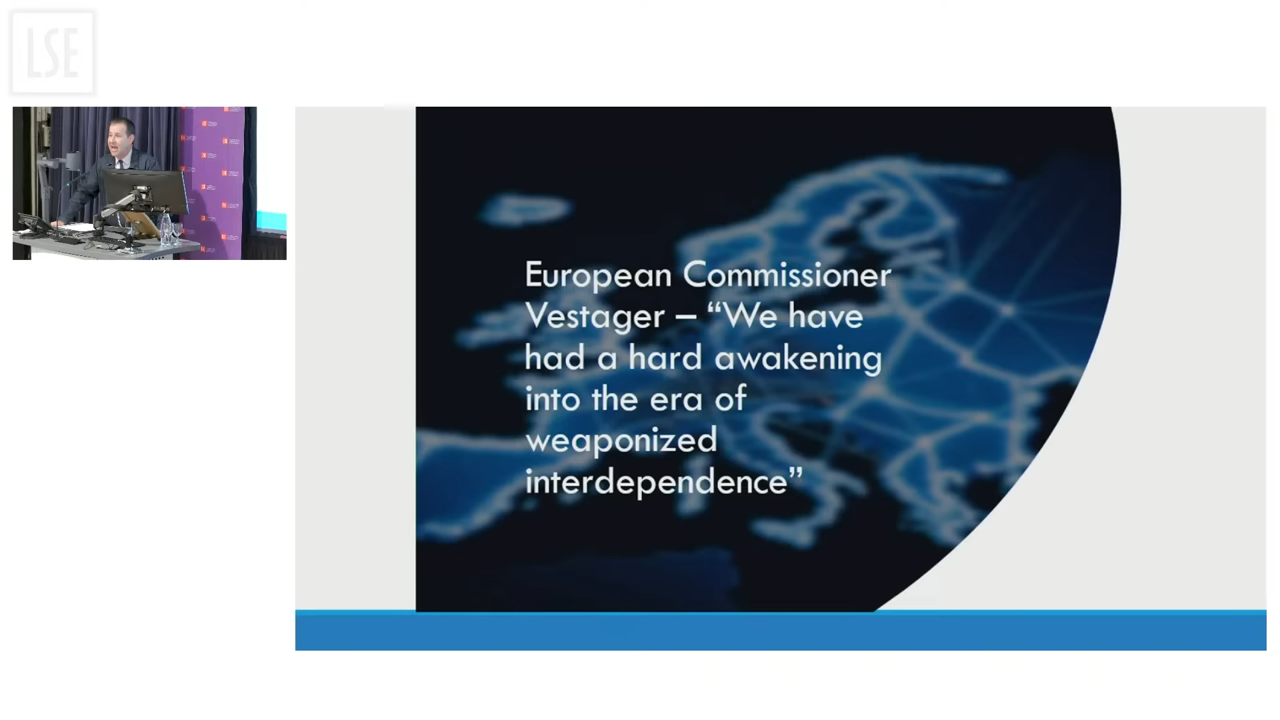 LSE
European Commissioner
Vestager – “We have
had a hard awakening
into the era of
weaponized
interdependence”